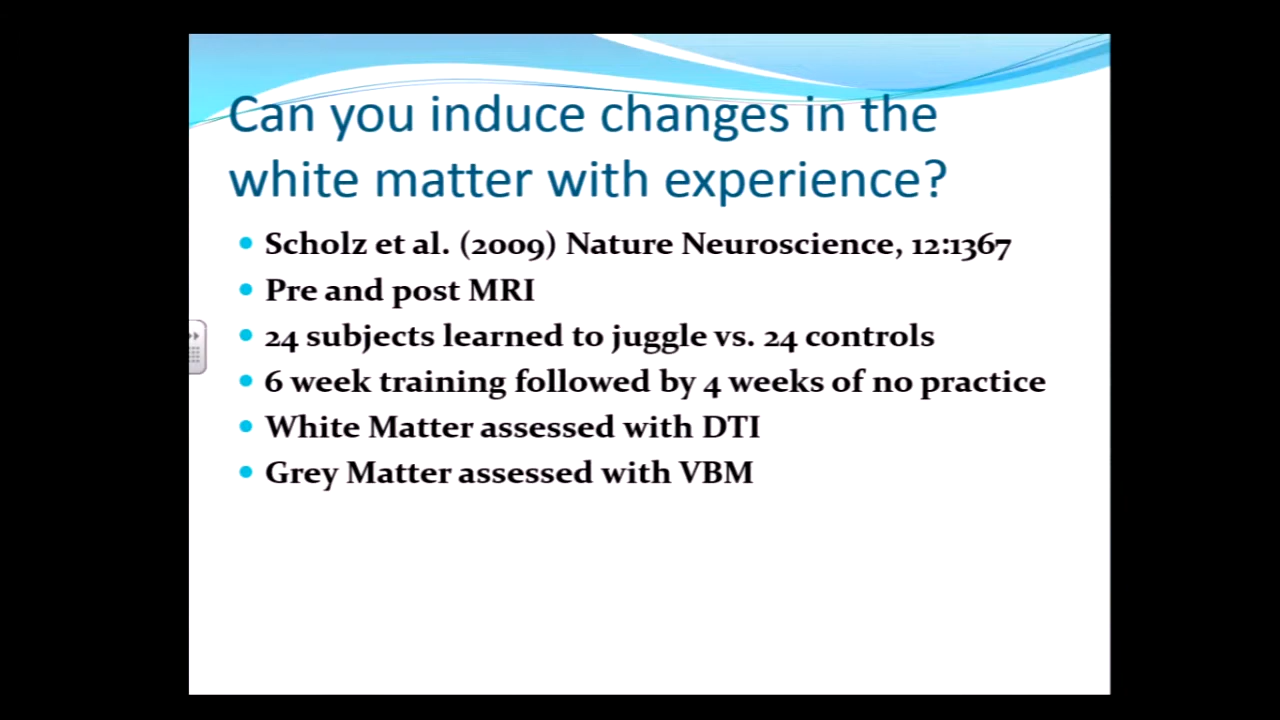 Can you induce changes in the
white matter with experience?
• Scholz et al. (2009) Nature Neuroscience, 12:1367
• Pre and post MRI
• 24 subjects learned to juggle vs. 24 controls
• 6 week training followed by 4 weeks of no practice
• White Matter assessed with DTI
• Grey Matter assessed with VBM